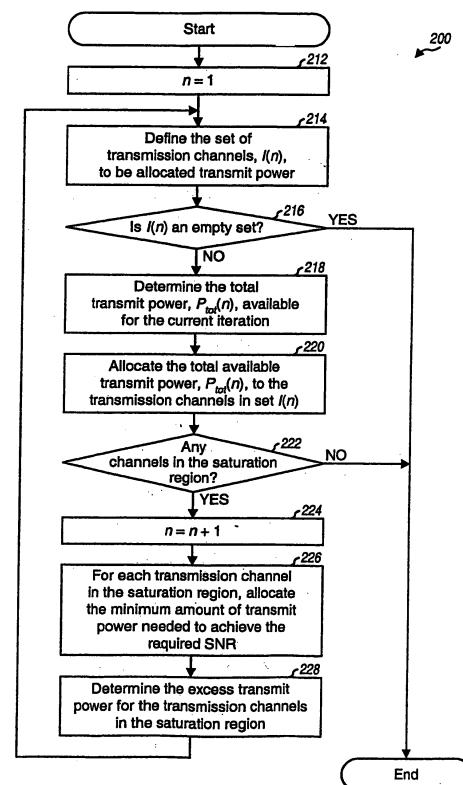 Start
200
212
n = 1
214
Define the set of
transmission channels, I(n),
to be allocated transmit power
216
Is I(n) an empty set?
YES
NO
218
Determine the total
transmit power, Ptot(n), available
for the current iteration
220
Allocate the total available
transmit power, Ptot(n), to the
transmission channels in set I(n)
222
Any
channels in the saturation
region?
NO
YES
224
n = n + 1
226
For each transmission channel
in the saturation region, allocate
the minimum amount of transmit
power needed to achieve the
required SNR
228
Determine the excess transmit
power for the transmission channels
in the saturation region
End